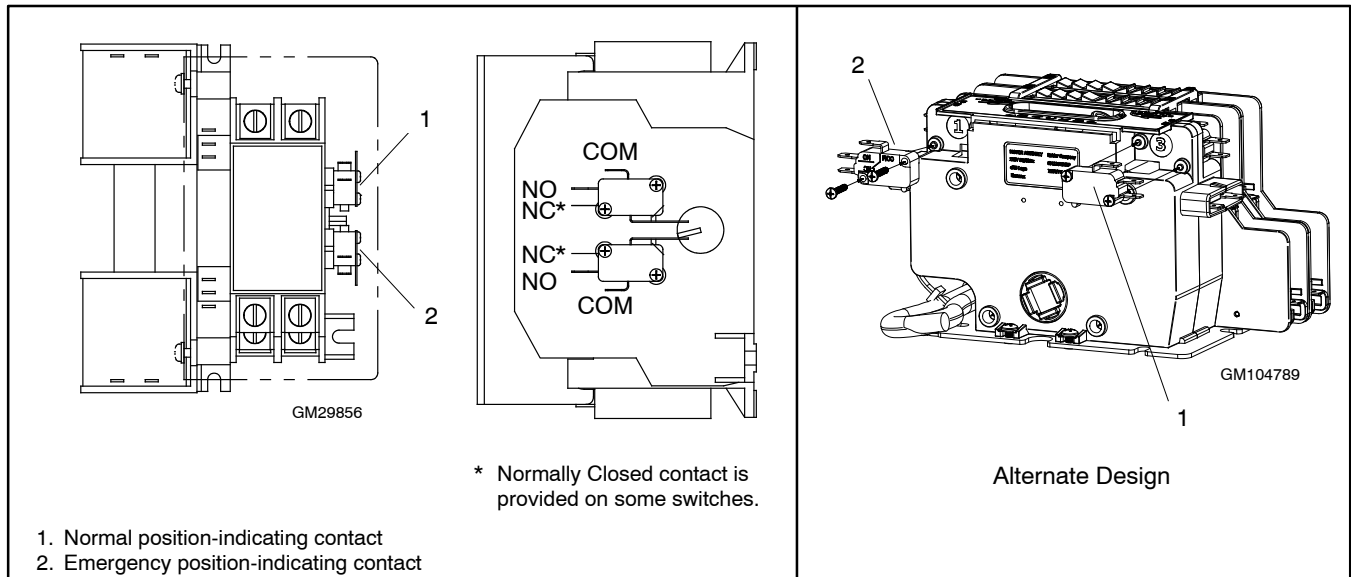 1
2
GM29856
COM
NO
NC*
NC*
NO
COM
* Normally Closed contact is
provided on some switches.
1. Normal position-indicating contact
2. Emergency position-indicating contact
2
1
3
GM104789
1
Alternate Design